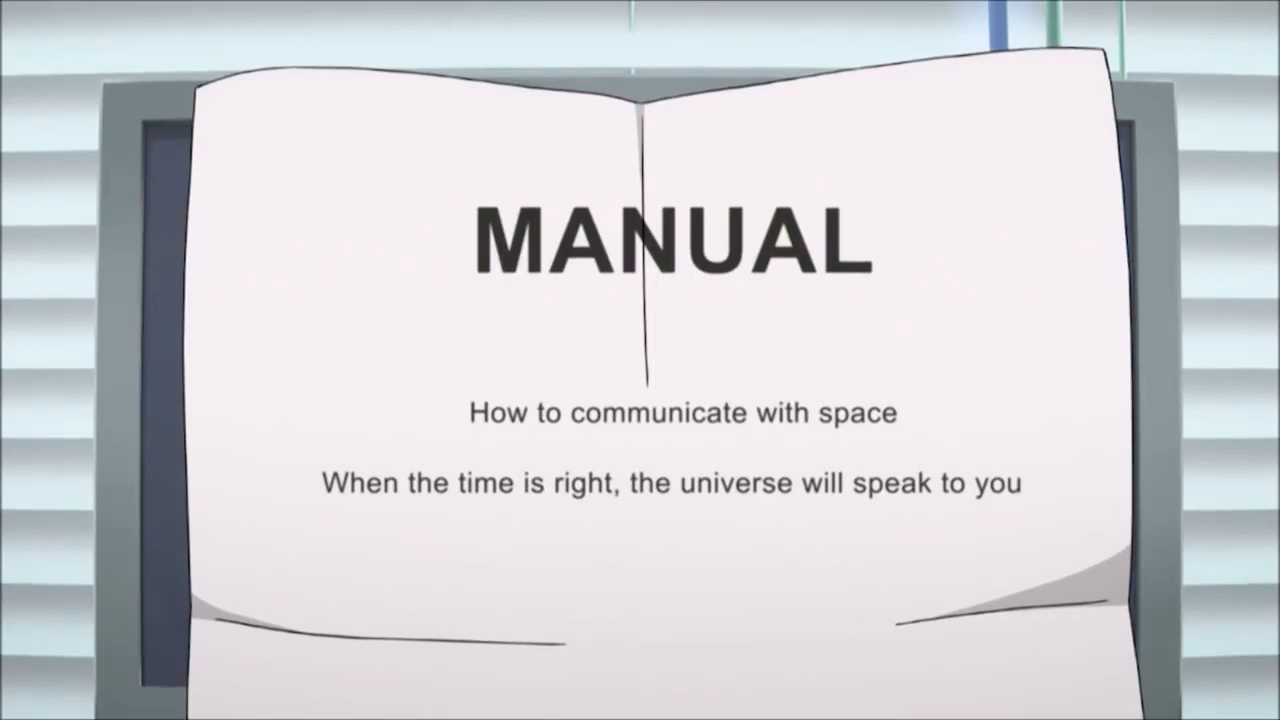 MANUAL
How to communicate with space
When the time is right, the universe will speak to you